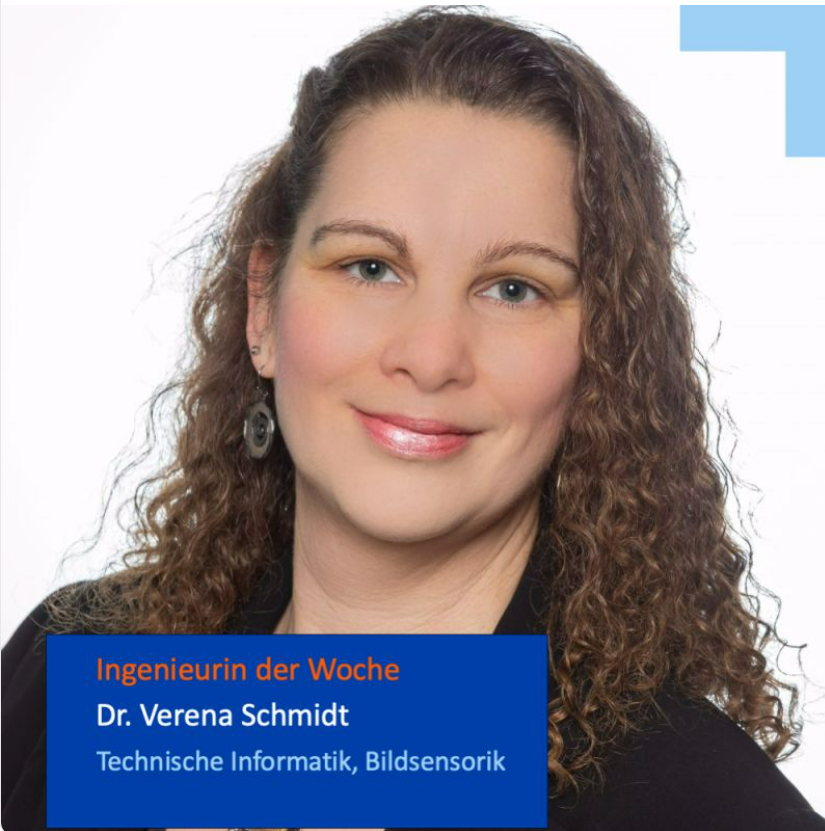 Ingenieurin der Woche
Dr. Verena Schmidt
Technische Informatik, Bildsensorik